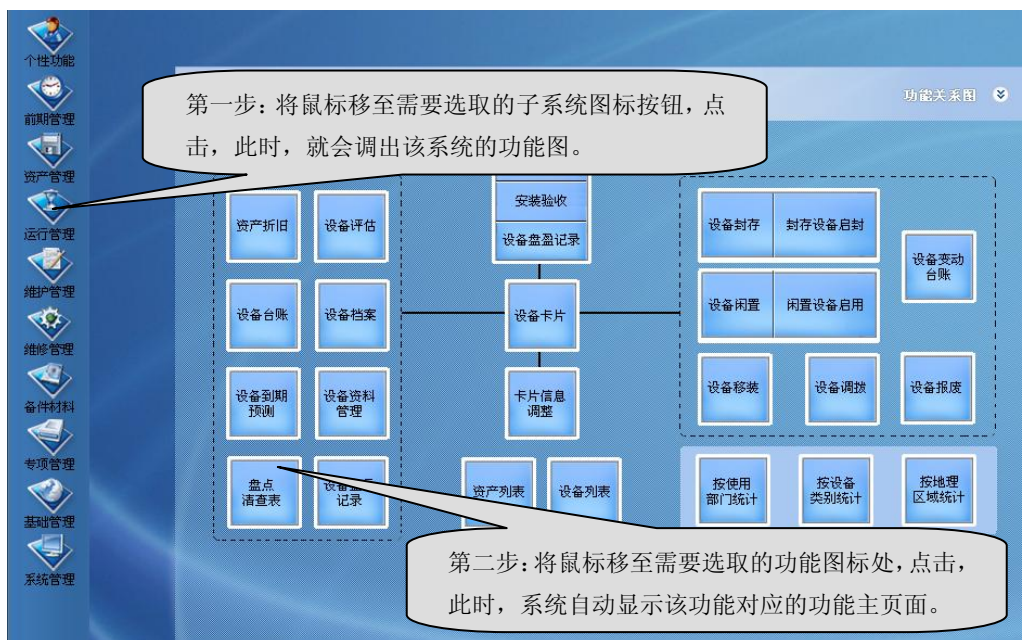 个性功能
前期管理
资产管理
运行管理
维护管理
维修管理
备件材料
专项管理
基础管理
系统管理
功能关系图
第一步：将鼠标移至需要选取的子系统图标按钮，点
击，此时，就会调出该系统的功能图。
资产折旧
设备评估
设备台账
设备档案
设备到期
预测
设备资料
管理
盘点
清查表
设备
记录
安装验收
设备盘盈记录
设备卡片
卡片信息
调整
资产列表
设备列表
设备封存
封存设备启封
设备闲置
闲置设备启用
设备变动
台账
设备移装
设备调拨
设备报废
按使用
部门统计
按设备
类别统计
按地理
区域统计
第二步：将鼠标移至需要选取的功能图标处，点击，
此时，系统自动显示该功能对应的功能主页面。